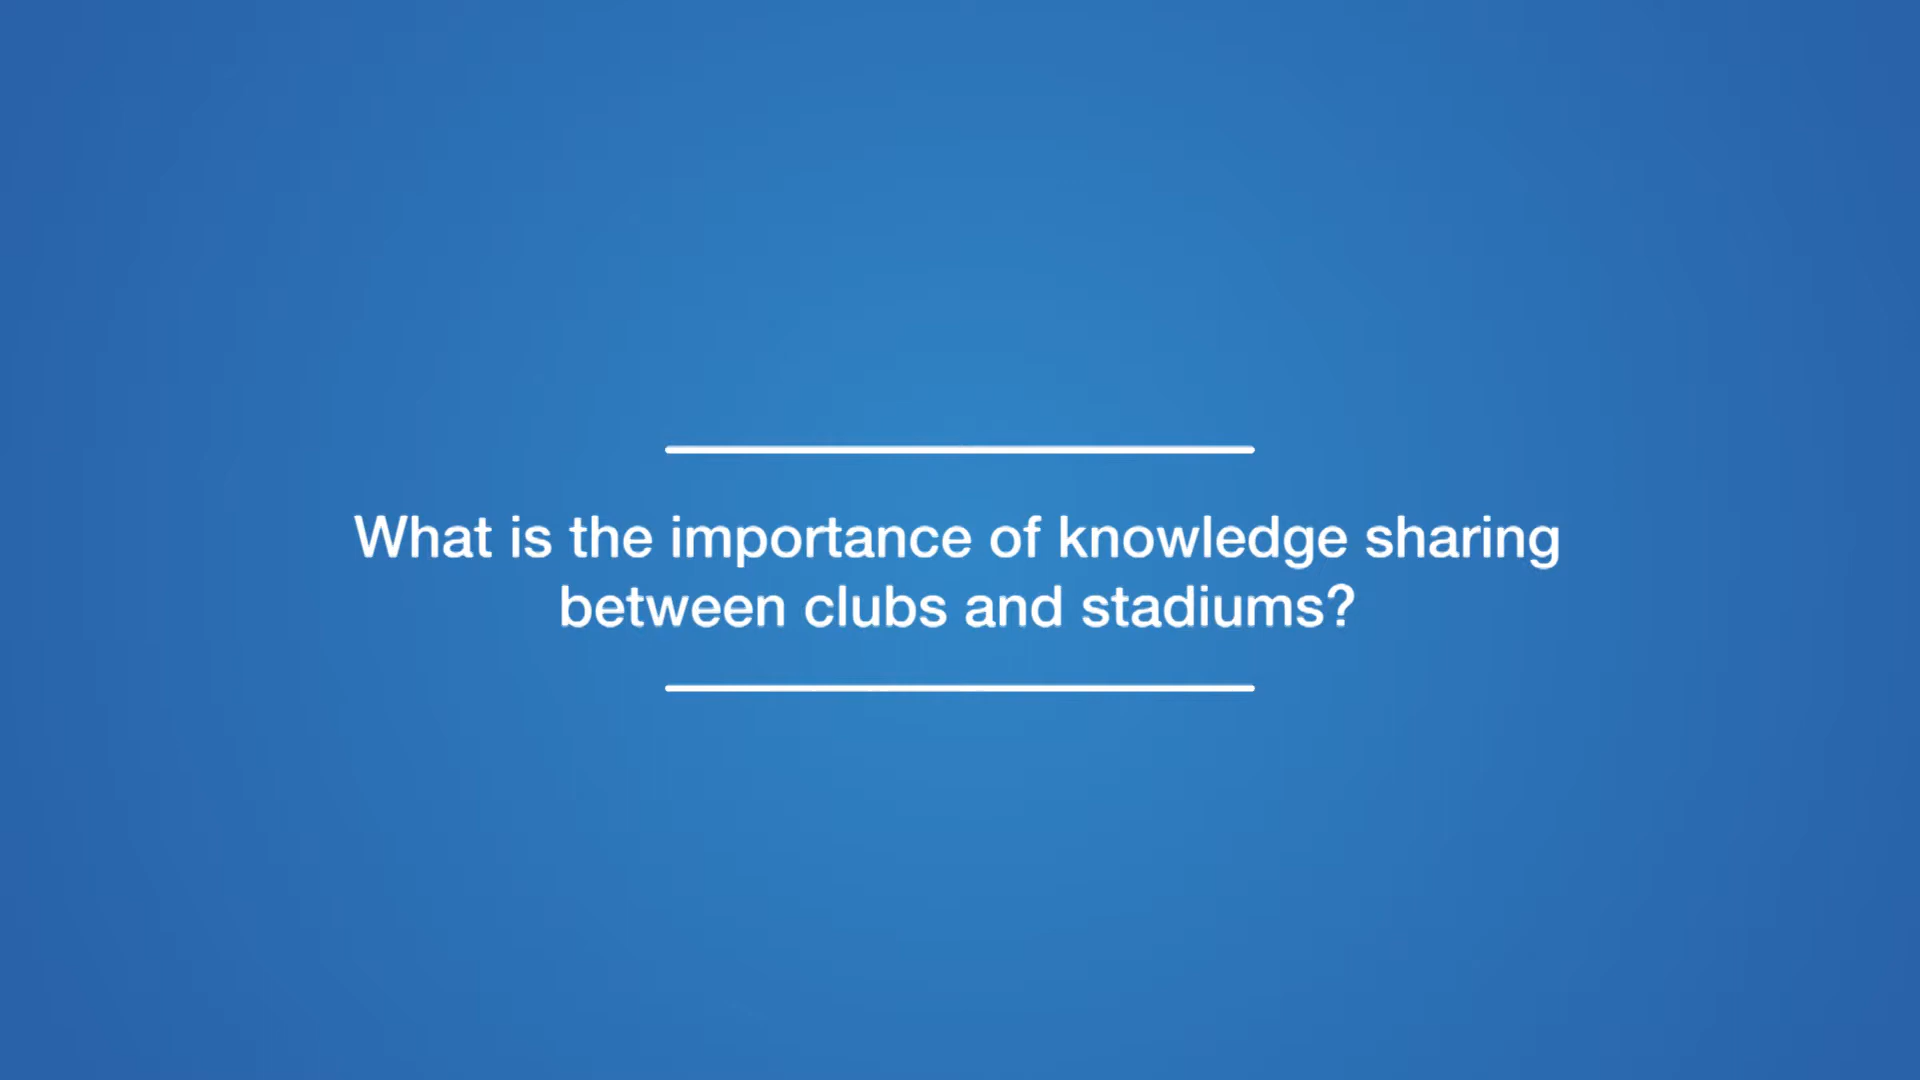 What is the importance of knowledge sharing
between clubs and stadiums?